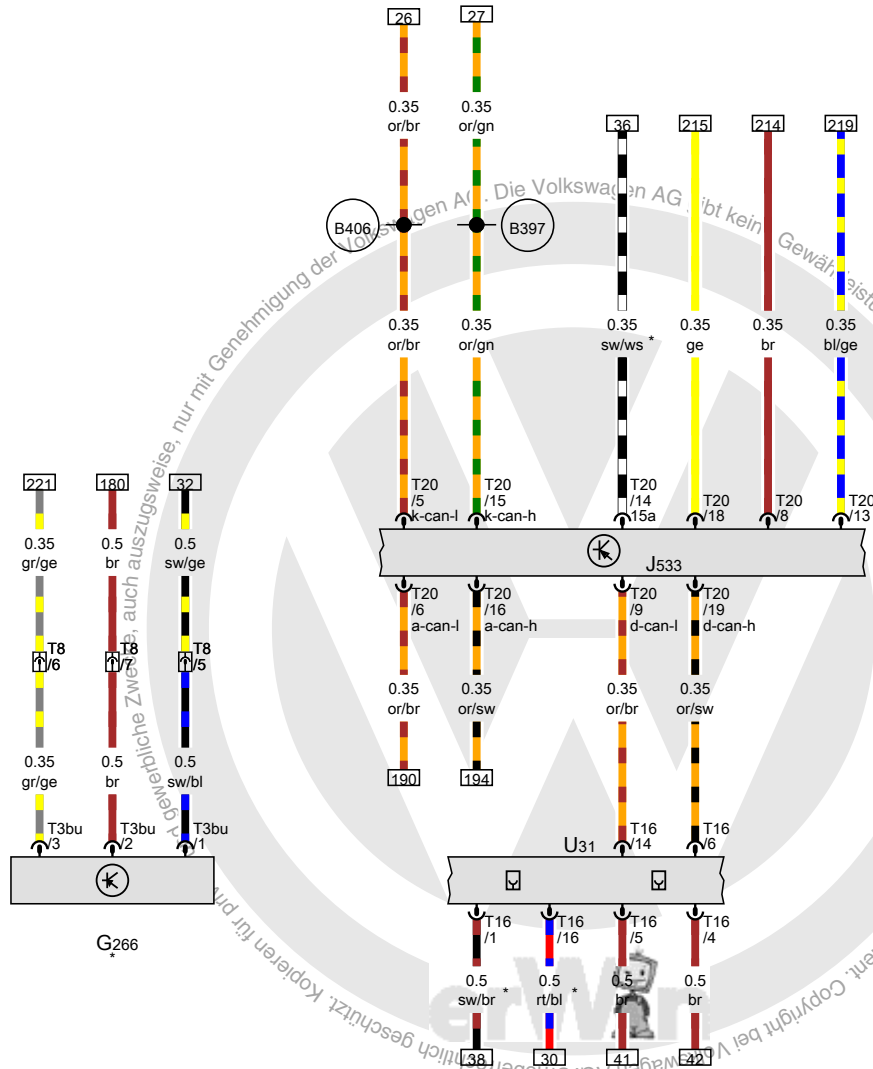 26 27
0.35 0.35
or/br or/gn
36 215 214 219
B406 B397
0.35 0.35 0.35 0.35 0.35 0.35
or/br or/gn sw/ws * ge br bl/ge
T20 T20 T20 T20 T20 T20
/5 /15 /14 /18 /8 /13
k-can-l k-can-h 15a
J533
221 180 32
0.35 0.5 0.5
gr/ge br sw/ge
T20 T20 T20 T20
/6 /16 /9 /19
a-can-l a-can-h d-can-l d-can-h
T8 T8 T8
/6 /7 /5
0.35 0.35 0.35 0.35
or/br or/sw or/br or/sw
0.35 0.5 0.5
gr/ge br sw/bl
190 194
T3bu T3bu T3bu
/3 /2 /1
T16 T16
/14 /6
U31
G266
*
T16 T16 T16 T16
/1 /16 /5 /4
0.5 0.5 0.5 0.5
sw/br * rt/bl * br br
38 30 41 42
erWin
gewerbliche Zwecke, auch auszugsweise, nur mit Genehmigung der Volkswagen AG. Die Volkswagen AG gibt keine Gewährleistung
Copyright bei Volkswagen AG.
geschützt. Kopieren für